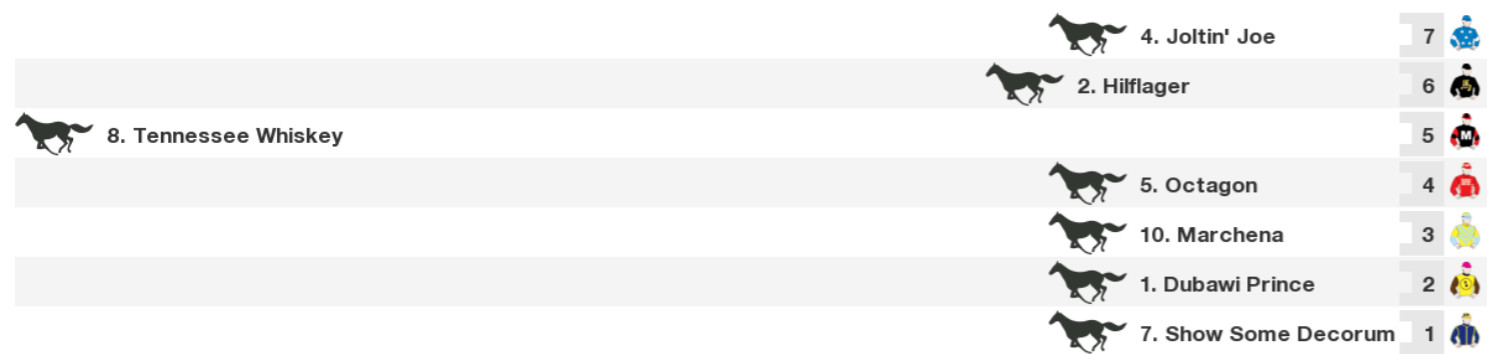 4. Joltin' Joe 7
2. Hilflager 6
8. Tennessee Whiskey 5
M
5. Octagon 4
10. Marchena 3
1. Dubawi Prince 2
7. Show Some Decorum 1